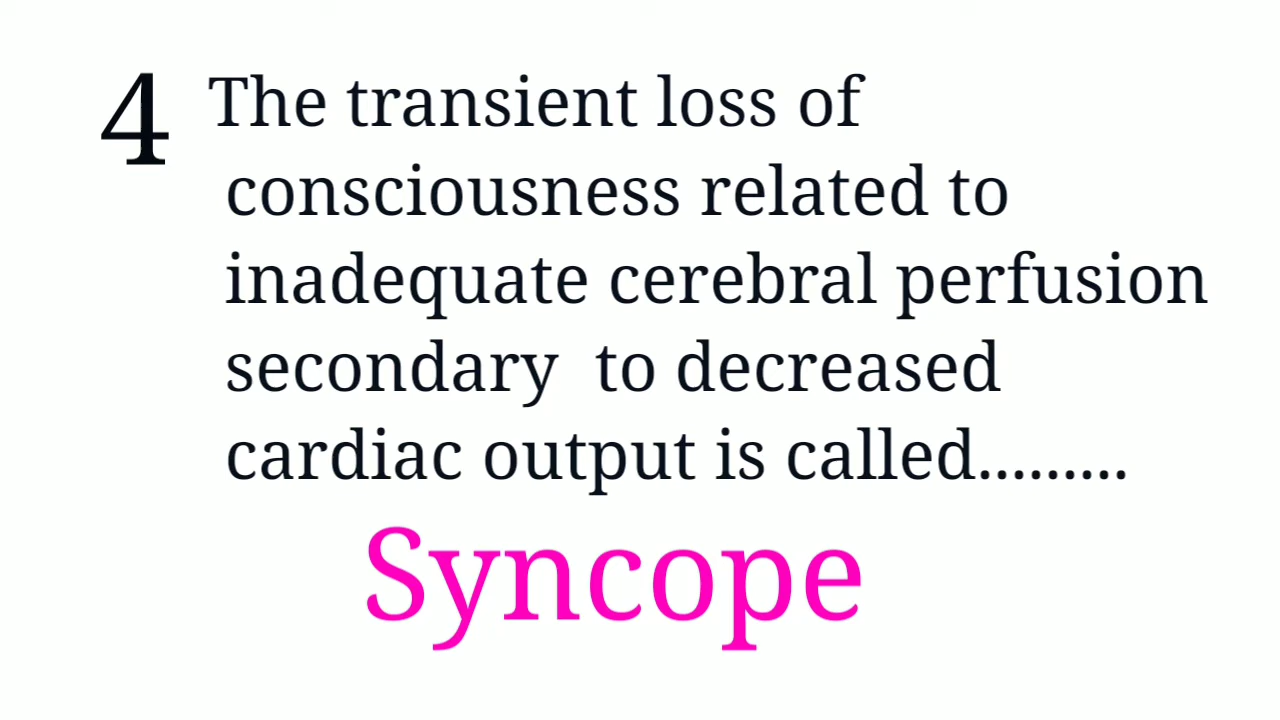 4 The transient loss of
consciousness related to
inadequate cerebral perfusion
secondary  to decreased
cardiac output is called.........
Syncope